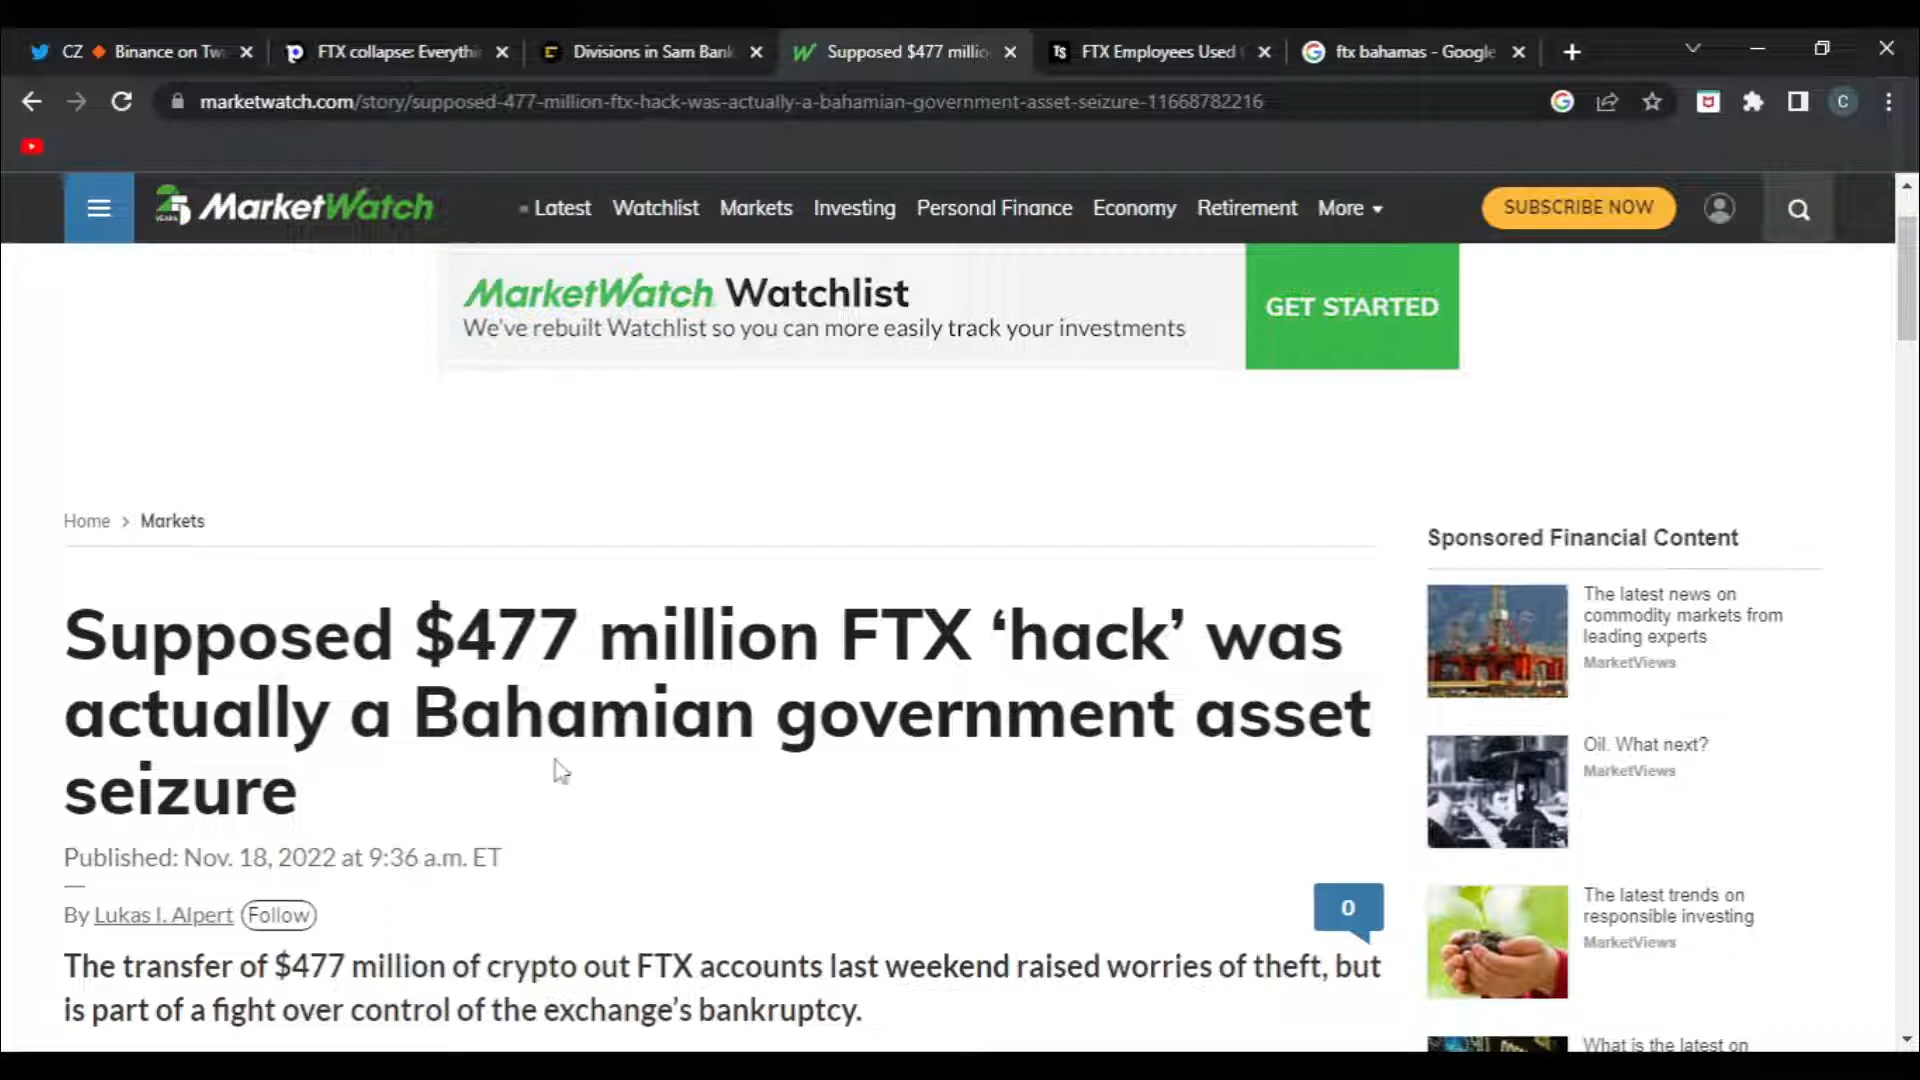 CZ Binance on Tw
FTX collapse: Everythi
Divisions in Sam Bank
Supposed $477 millio
FTX Employees Used
ftx bahamas - Google
marketwatch.com/story/supposed-477-million-ftx-hack-was-actually-a-bahamian-government-asset-seizure-11668782216
C
25 YEARS MarketWatch
Latest Watchlist Markets Investing Personal Finance Economy Retirement More
SUBSCRIBE NOW
MarketWatch Watchlist
We've rebuilt Watchlist so you can more easily track your investments
GET STARTED
Home > Markets
Supposed $477 million FTX ‘hack’ was
actually a Bahamian government asset
seizure
Published: Nov. 18, 2022 at 9:36 a.m. ET
By Lukas I. Alpert Follow
0
The transfer of $477 million of crypto out FTX accounts last weekend raised worries of theft, but
is part of a fight over control of the exchange’s bankruptcy.
Sponsored Financial Content
The latest news on
commodity markets from
leading experts
MarketViews
Oil. What next?
MarketViews
The latest trends on
responsible investing
MarketViews
What is the latest on